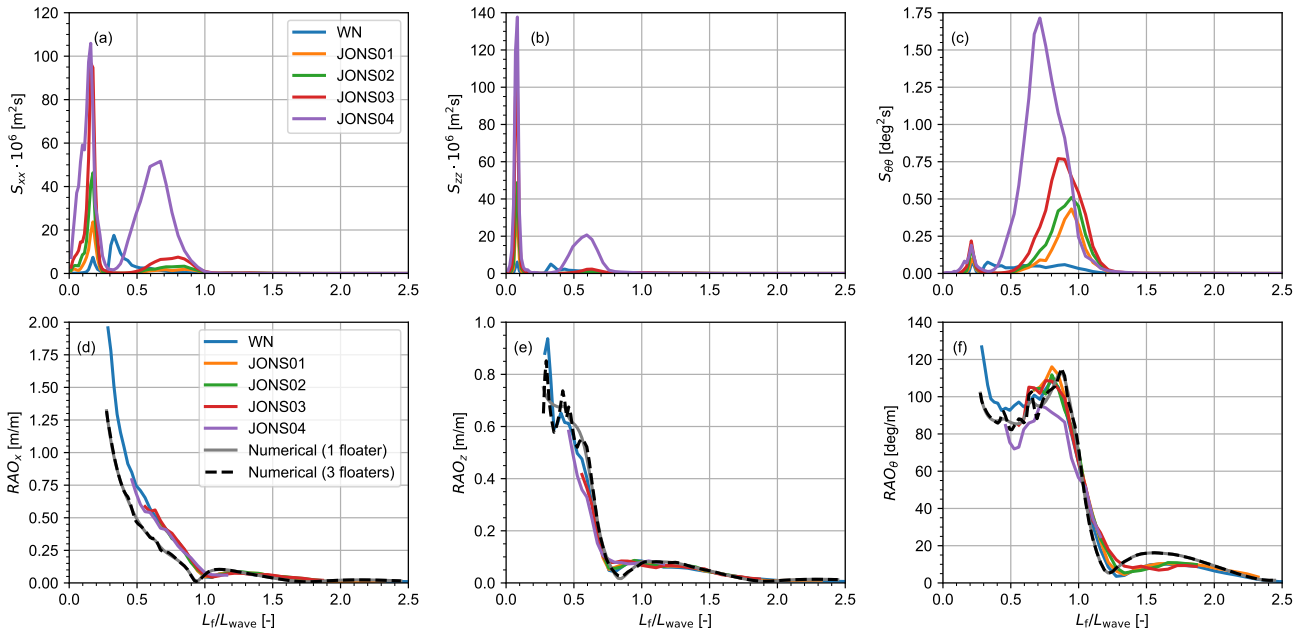 120
100
80
60
40
20
0
0.0 0.5 1.0 1.5 2.0 2.5
S_xx · 10^6 [m²s]
(a)
WN
JONS01
JONS02
JONS03
JONS04
140
120
100
80
60
40
20
0
0.0 0.5 1.0 1.5 2.0 2.5
S_zz · 10^6 [m²s]
(b)
1.75
1.50
1.25
1.00
0.75
0.50
0.25
0.00
0.0 0.5 1.0 1.5 2.0 2.5
S_θθ [deg²s]
(c)
2.00
1.75
1.50
1.25
1.00
0.75
0.50
0.25
0.00
0.0 0.5 1.0 1.5 2.0 2.5
RAO_x [m/m]
L_f/L_wave [-]
(d)
WN
JONS01
JONS02
JONS03
JONS04
Numerical (1 floater)
Numerical (3 floaters)
1.0
0.8
0.6
0.4
0.2
0.0
0.0 0.5 1.0 1.5 2.0 2.5
RAO_z [m/m]
L_f/L_wave [-]
(e)
140
120
100
80
60
40
20
0
0.0 0.5 1.0 1.5 2.0 2.5
RAO_θ [deg/m]
L_f/L_wave [-]
(f)